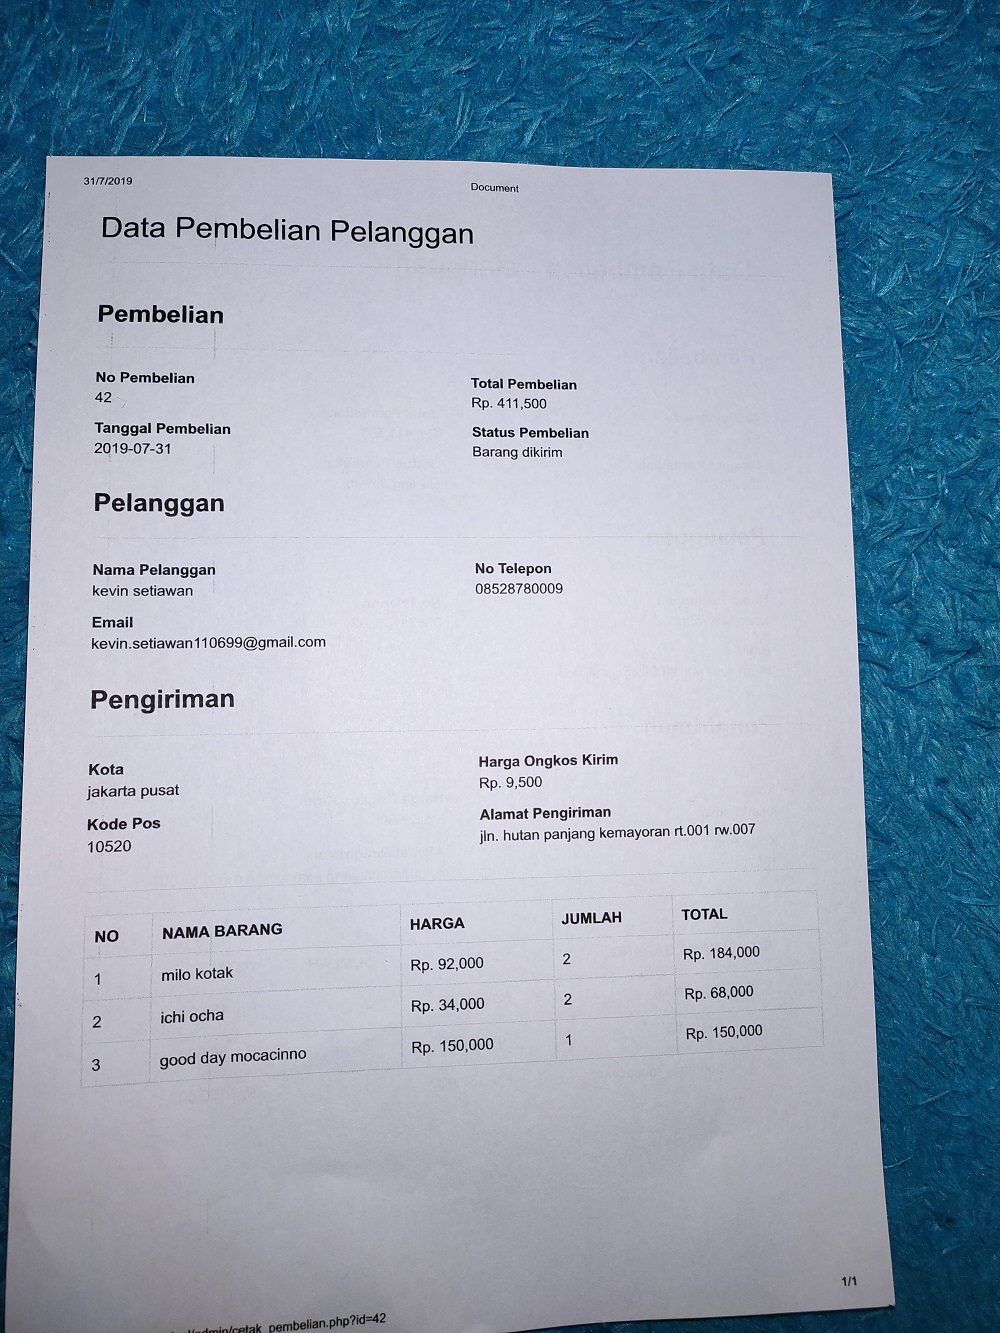 31/7/2019
Document
Data Pembelian Pelanggan
Pembelian
No Pembelian
42
Total Pembelian
Rp. 411,500
Tanggal Pembelian
2019-07-31
Status Pembelian
Barang dikirim
Pelanggan
Nama Pelanggan
kevin setiawan
No Telepon
08528780009
Email
kevin.setiawan110699@gmail.com
Pengiriman
Kota
jakarta pusat
Harga Ongkos Kirim
Rp. 9,500
Kode Pos
10520
Alamat Pengiriman
jln. hutan panjang kemayoran rt.001 rw.007
NO NAMA BARANG HARGA JUMLAH TOTAL
1 milo kotak Rp. 92,000 2 Rp. 184,000
2 ichi ocha Rp. 34,000 2 Rp. 68,000
3 good day mocacinno Rp. 150,000 1 Rp. 150,000
1/1
/cetak_pembelian.php?id=42